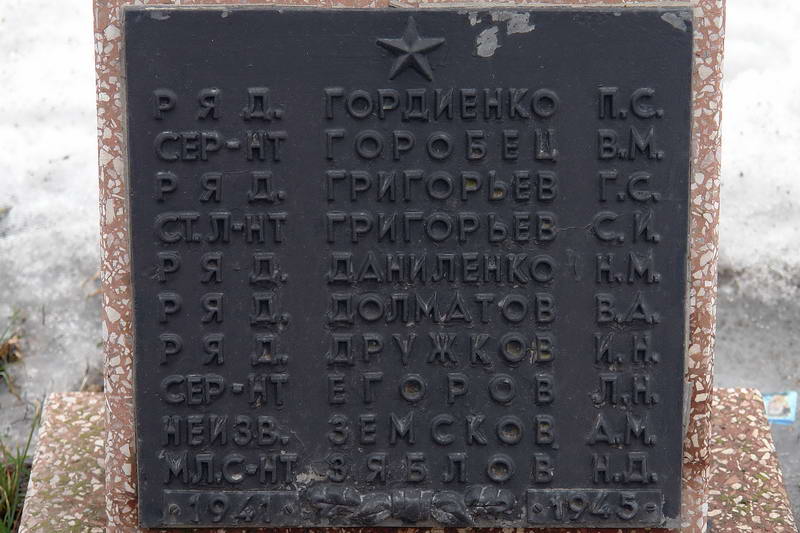 РЯД. ГОРДИЕНКО П.С.
СЕР-НТ ГОРОБЕЦ В.М.
РЯД. ГРИГОРЬЕВ Г.С.
СТ.Л-НТ ГРИГОРЬЕВ С.И.
РЯД. ДАНИЛЕНКО Н.М.
РЯД. ДОЛМАТОВ В.А.
РЯД. ДРУЖКОВ И.Н.
СЕР-НТ ЕГОРОВ Л.Н.
НЕИЗВ. ЗЕМСКОВ А.М.
МЛ.С-НТ ЗЯБЛОВ Н.Д.
1941 1945